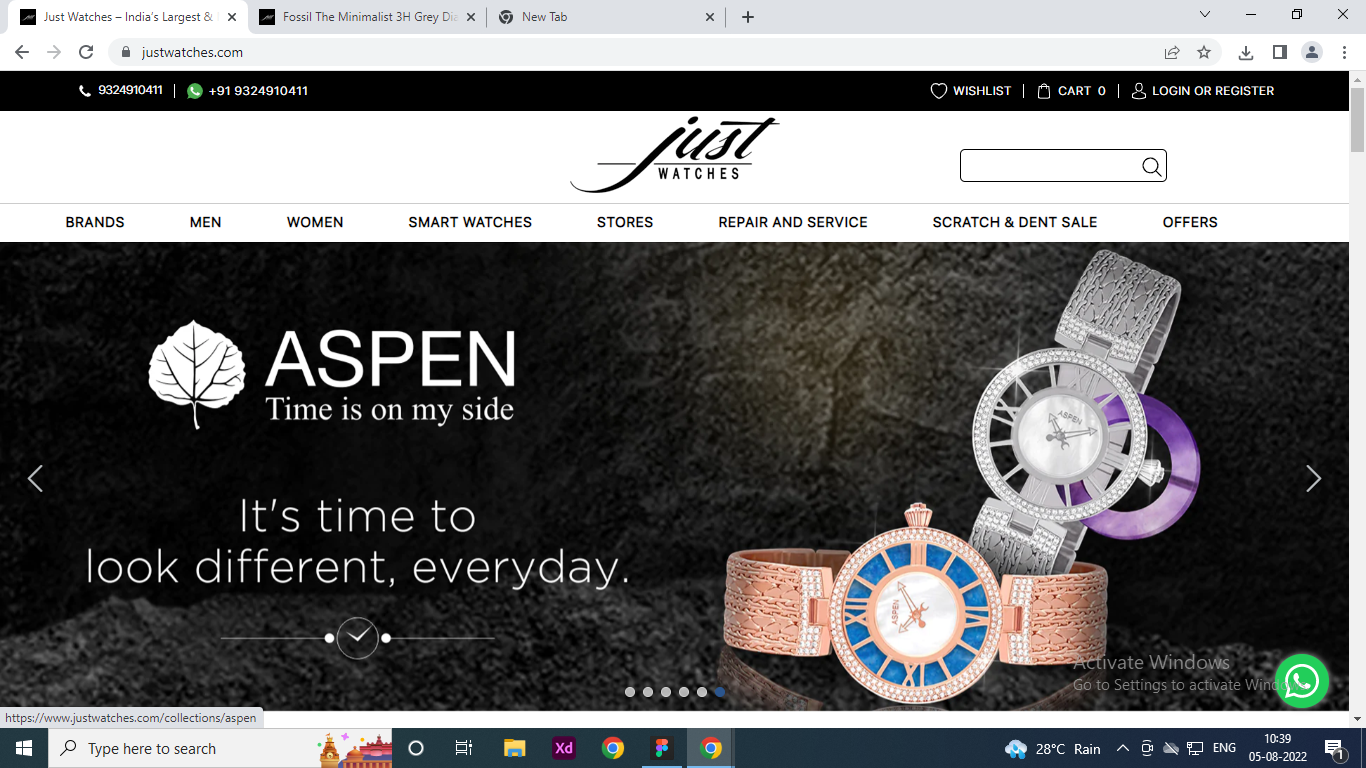 Just Watches – India's Largest &
Fossil The Minimalist 3H Grey Dia
New Tab
justwatches.com
9324910411
+91 9324910411
WISHLIST
CART 0
LOGIN OR REGISTER
just
WATCHES
BRANDS
MEN
WOMEN
SMART WATCHES
STORES
REPAIR AND SERVICE
SCRATCH & DENT SALE
OFFERS
ASPEN
Time is on my side
It's time to
look different, everyday.
ASPEN
ASPEN
Activate Windows
Go to Settings to activate Windows.
https://www.justwatches.com/collections/aspen
Type here to search
Xd
28°C Rain
ENG
10:39
05-08-2022
1